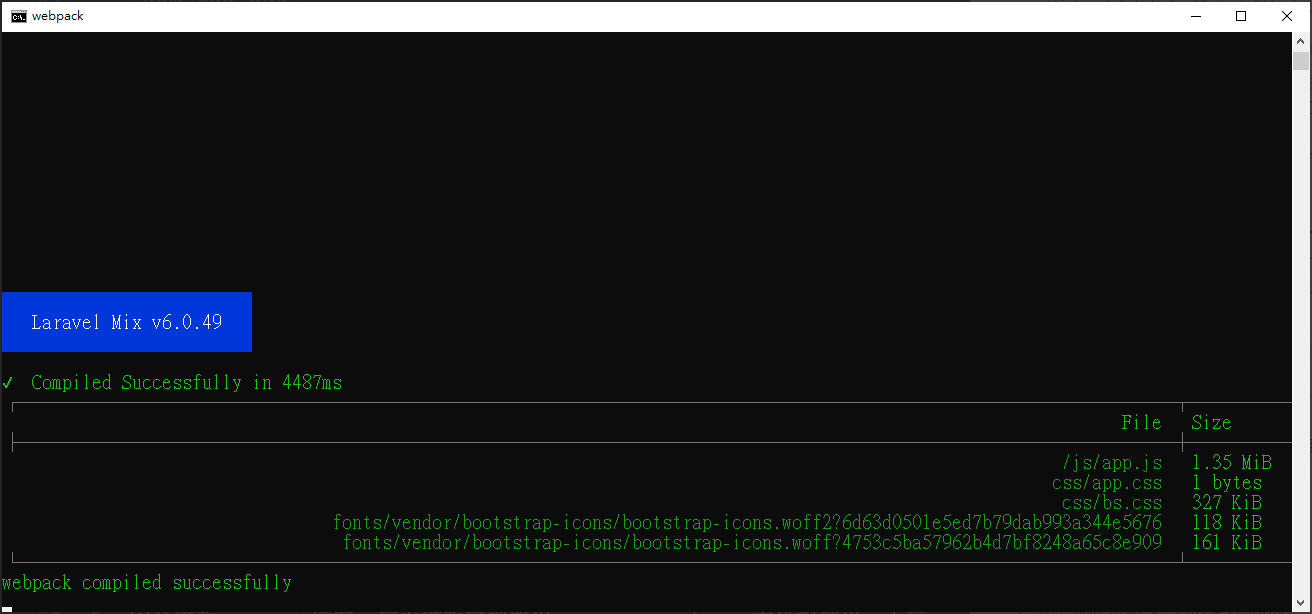 webpack
Laravel Mix v6.0.49
✓ Compiled Successfully in 4487ms
File Size
/js/app.js 1.35 MiB
css/app.css 1 bytes
css/bs.css 327 KiB
fonts/vendor/bootstrap-icons/bootstrap-icons.woff2?6d63d0501e5ed7b79dab993a344e5676 118 KiB
fonts/vendor/bootstrap-icons/bootstrap-icons.woff?4753c5ba57962b4d7bf8248a65c8e909 161 KiB
webpack compiled successfully